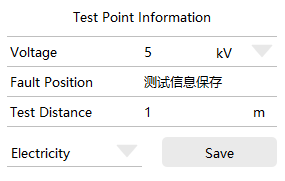 Test Point Information
Voltage 5 kV
Fault Position 测试信息保存
Test Distance 1 m
Electricity Save